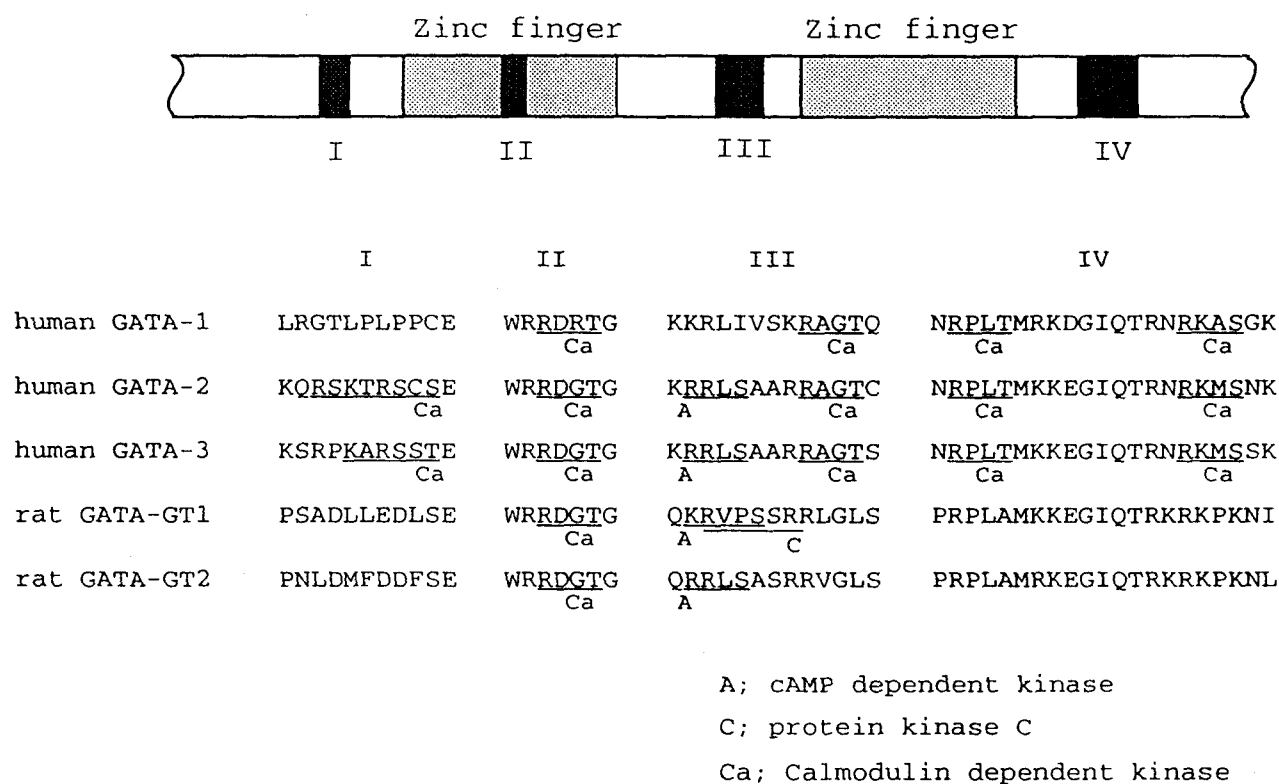 Zinc finger Zinc finger
I II III IV
I II III IV
human GATA-1 LRGTLPLPPCE WRRDRTG KKRLIVSKRAGTQ NRPLTMRKDGIQTRNRKASGK
Ca Ca Ca Ca
human GATA-2 KQRSKTRSCSE WRRDGTG KRRLSAARRAGTC NRPLTMKKEGIQTRNRKMSNK
Ca Ca A Ca Ca Ca
human GATA-3 KSRPKARSSTE WRRDGTG KRRLSAARRAGTS NRPLTMKKEGIQTRNRKMSSK
Ca Ca A Ca Ca Ca
rat GATA-GT1 PSADLLEDLSE WRRDGTG QKRVPSSRRLGLS PRPLAMKKEGIQTRKRKPKNI
Ca A C
rat GATA-GT2 PNLDMFDDFSE WRRDGTG QRRLSASRRVGLS PRPLAMRKEGIQTRKRKPKNL
Ca A
A; cAMP dependent kinase
C; protein kinase C
Ca; Calmodulin dependent kinase